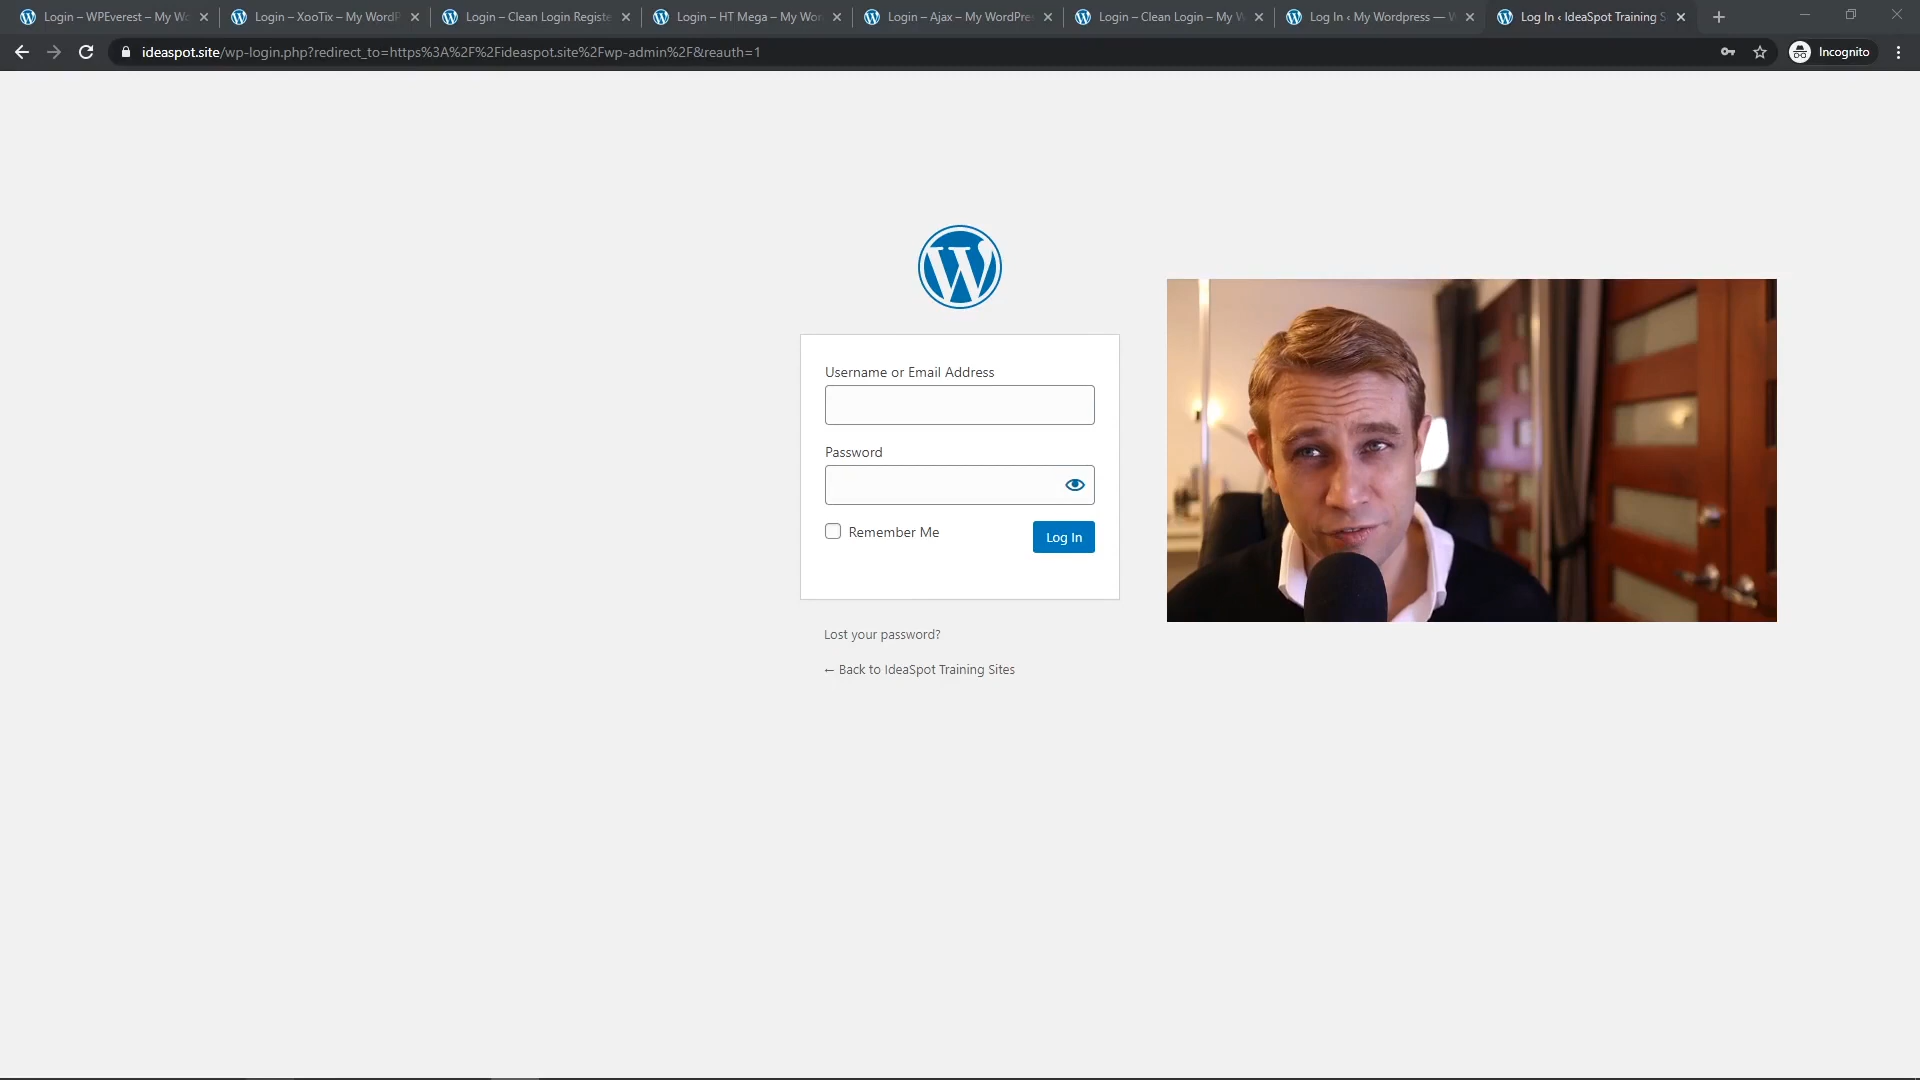 Login – WPEverest – My Wo
Login – XooTix – My WordP
Login – Clean Login Registe
Login – HT Mega – My Wor
Login – Ajax – My WordPre
Login – Clean Login – My W
Log In ‹ My Wordpress — W
Log In ‹ IdeaSpot Training S
ideaspot.site/wp-login.php?redirect_to=https%3A%2F%2Fideaspot.site%2Fwp-admin%2F&reauth=1
Incognito
Username or Email Address
Password
Remember Me
Log In
Lost your password?
← Back to IdeaSpot Training Sites